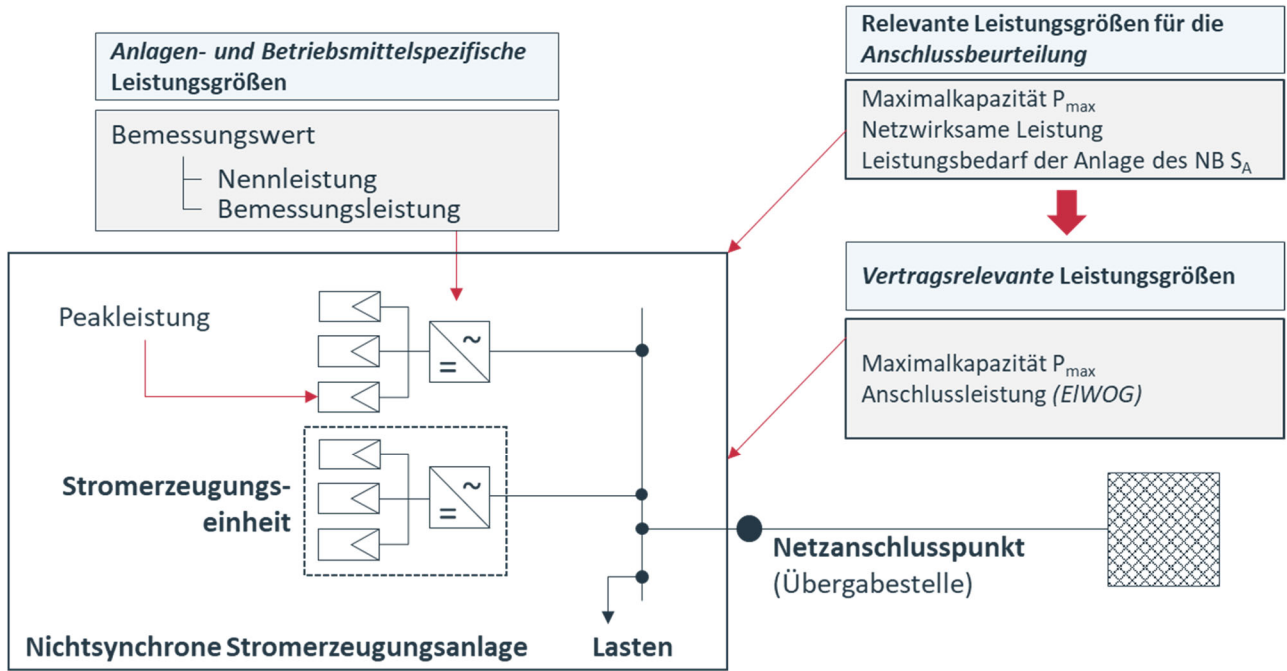 Anlagen- und Betriebsmittelspezifische
Leistungsgrößen
Bemessungswert
Nennleistung
Bemessungsleistung
Relevante Leistungsgrößen für die
Anschlussbeurteilung
Maximalkapazität Pmax
Netzwirksame Leistung
Leistungsbedarf der Anlage des NB SA
Vertragsrelevante Leistungsgrößen
Maximalkapazität Pmax
Anschlussleistung (ElWOG)
Peakleistung
~
=
Stromerzeugungs-
einheit
~
=
Netzanschlusspunkt
(Übergabestelle)
Nichtsynchrone Stromerzeugungsanlage
Lasten